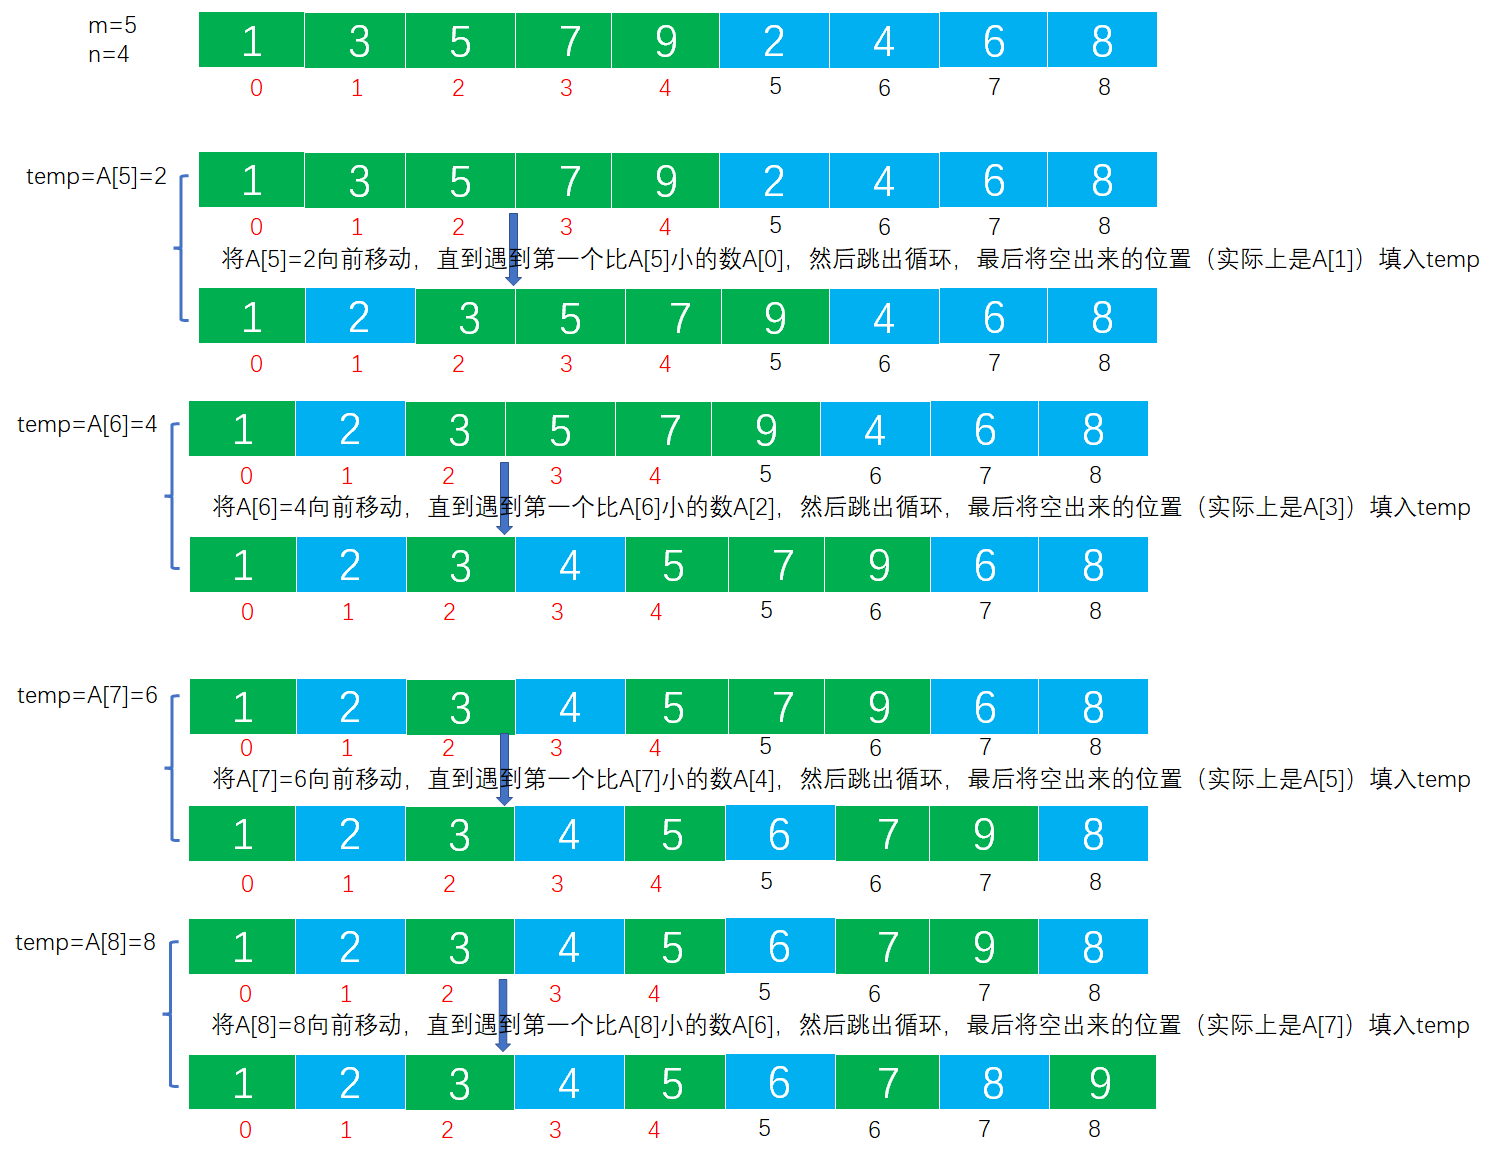 m=5
n=4
1 3 5 7 9 2 4 6 8
0 1 2 3 4 5 6 7 8
temp=A[5]=2
1 3 5 7 9 2 4 6 8
0 1 2 3 4 5 6 7 8
将A[5]=2向前移动，直到遇到第一个比A[5]小的数A[0]，然后跳出循环，最后将空出来的位置（实际上是A[1]）填入temp
1 2 3 5 7 9 4 6 8
0 1 2 3 4 5 6 7 8
temp=A[6]=4
1 2 3 5 7 9 4 6 8
0 1 2 3 4 5 6 7 8
将A[6]=4向前移动，直到遇到第一个比A[6]小的数A[2]，然后跳出循环，最后将空出来的位置（实际上是A[3]）填入temp
1 2 3 4 5 7 9 6 8
0 1 2 3 4 5 6 7 8
temp=A[7]=6
1 2 3 4 5 7 9 6 8
0 1 2 3 4 5 6 7 8
将A[7]=6向前移动，直到遇到第一个比A[7]小的数A[4]，然后跳出循环，最后将空出来的位置（实际上是A[5]）填入temp
1 2 3 4 5 6 7 9 8
0 1 2 3 4 5 6 7 8
temp=A[8]=8
1 2 3 4 5 6 7 9 8
0 1 2 3 4 5 6 7 8
将A[8]=8向前移动，直到遇到第一个比A[8]小的数A[6]，然后跳出循环，最后将空出来的位置（实际上是A[7]）填入temp
1 2 3 4 5 6 7 8 9
0 1 2 3 4 5 6 7 8